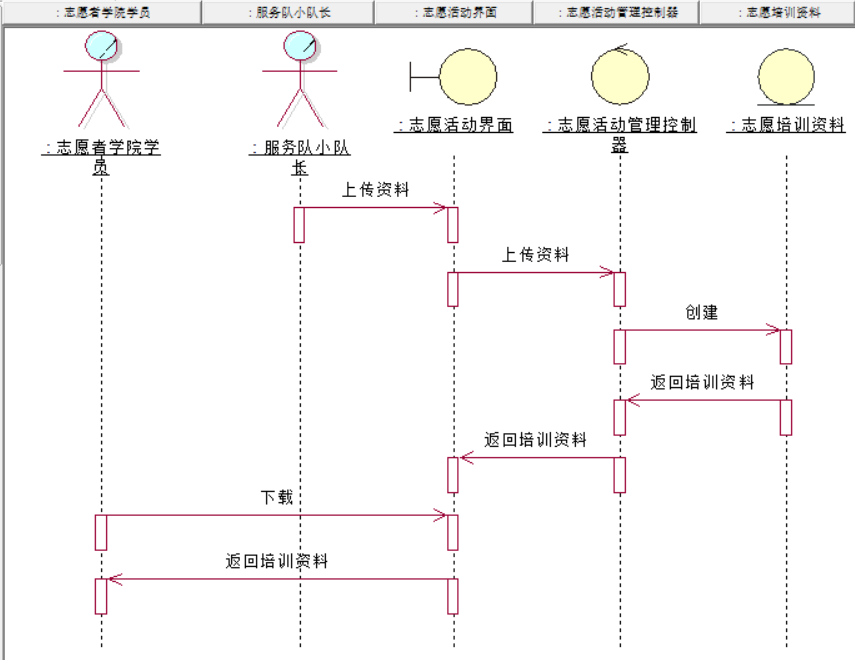 : 志愿者学院学员
: 服务队小队长
: 志愿活动界面
: 志愿活动管理控制器
: 志愿培训资料
: 志愿者学院学
员
: 服务队小队
长
: 志愿活动界面
: 志愿活动管理控制
器
: 志愿培训资料
上传资料
上传资料
创建
返回培训资料
返回培训资料
下载
返回培训资料